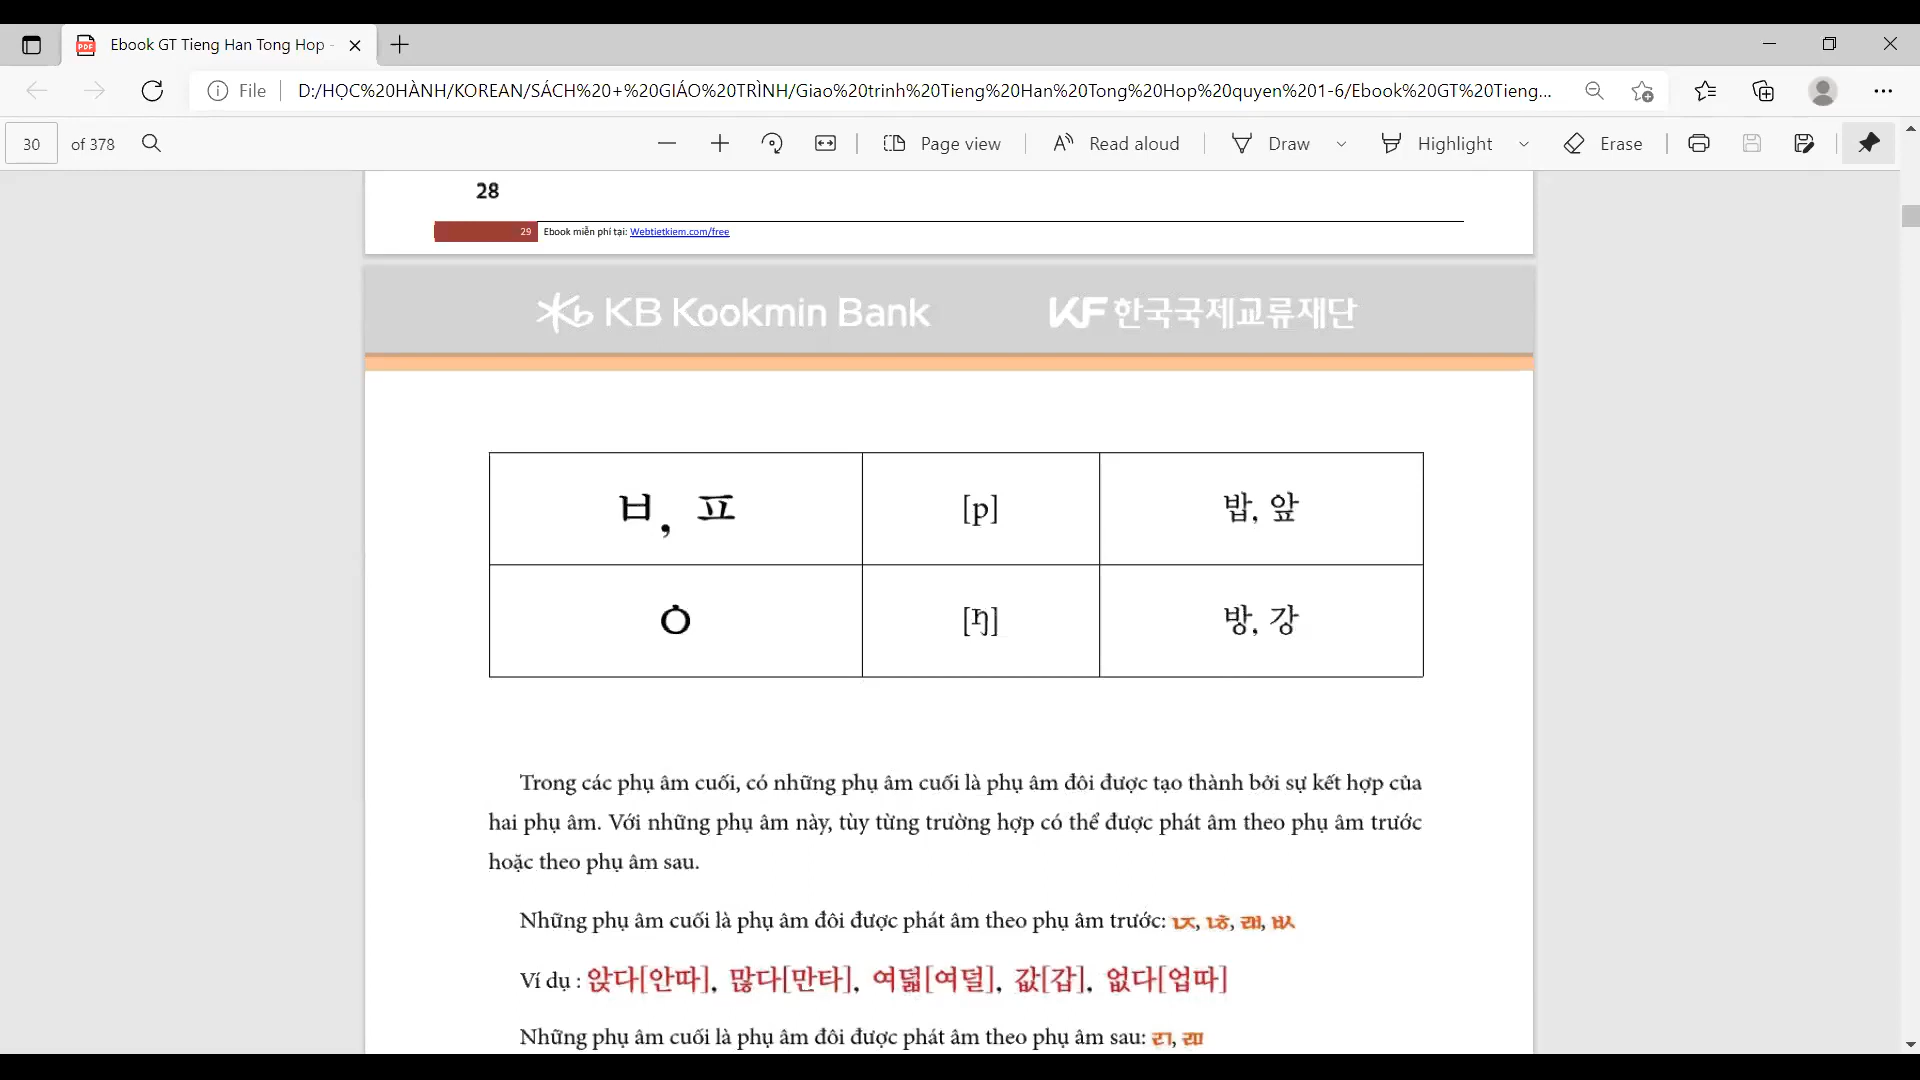 Ebook GT Tieng Han Tong Hop -
File
D:/HỌC%20HÀNH/KOREAN/SÁCH%20+%20GIÁO%20TRÌNH/Giao%20trinh%20Tieng%20Han%20Tong%20Hop%20quyen%201-6/Ebook%20GT%20Tieng...
30 of 378
Page view
Read aloud
Draw
Highlight
Erase
28
29 Ebook miễn phí tại: Webtietkiem.com/free
KB Kookmin Bank
KF 한국국제교류재단
ㅂ, ㅍ [p] 밥, 앞
ㅇ [ŋ] 방, 강
Trong các phụ âm cuối, có những phụ âm cuối là phụ âm đôi được tạo thành bởi sự kết hợp của
hai phụ âm. Với những phụ âm này, tùy từng trường hợp có thể được phát âm theo phụ âm trước
hoặc theo phụ âm sau.
Những phụ âm cuối là phụ âm đôi được phát âm theo phụ âm trước: ㄵ, ㄶ, ㄼ, ㅄ
Ví dụ : 앉다[안따], 많다[만타], 여덟[여덜], 값[갑], 없다[업따]
Những phụ âm cuối là phụ âm đôi được phát âm theo phụ âm sau: ㄺ, ㄻ